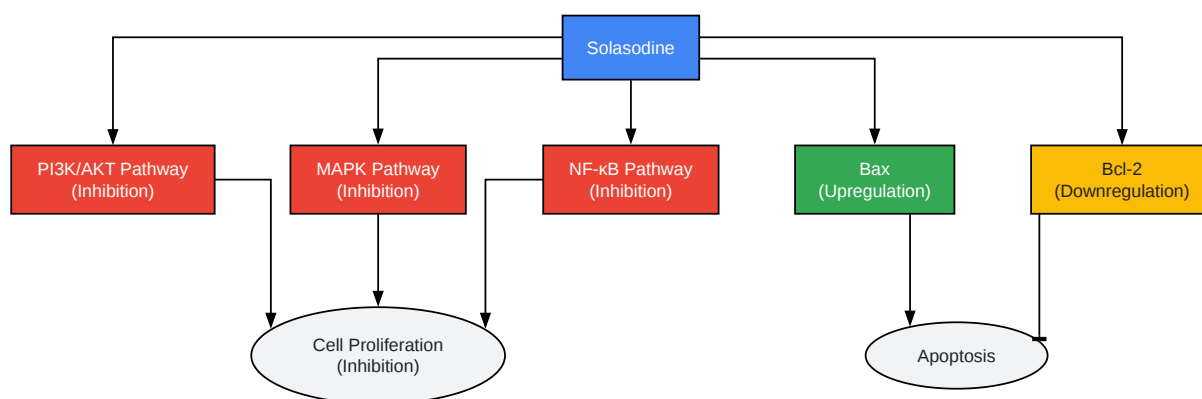 Solasodine
PI3K/AKT Pathway
(Inhibition)
MAPK Pathway
(Inhibition)
NF-κB Pathway
(Inhibition)
Bax
(Upregulation)
Bcl-2
(Downregulation)
Cell Proliferation
(Inhibition)
Apoptosis